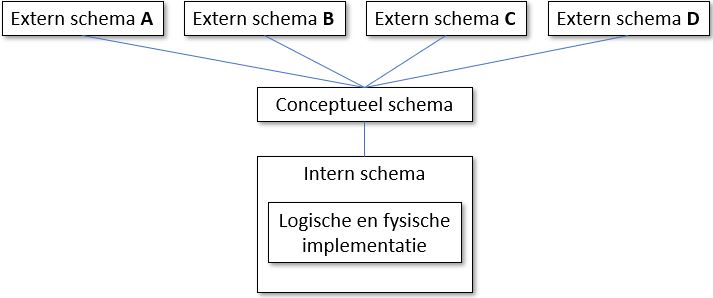 Extern schema A
Extern schema B
Extern schema C
Extern schema D
Conceptueel schema
Intern schema
Logische en fysische
implementatie